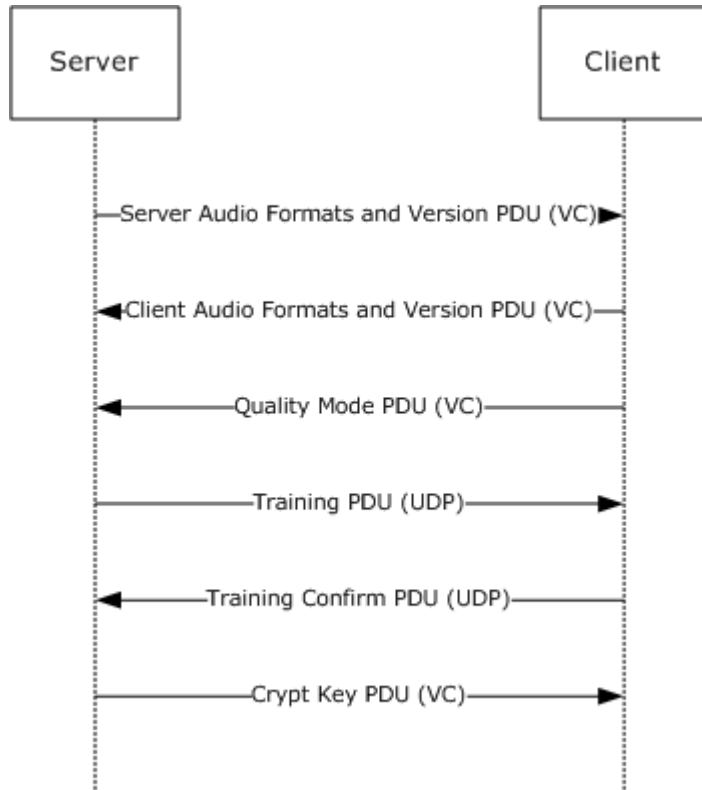 Server
Client
Server Audio Formats and Version PDU (VC)
Client Audio Formats and Version PDU (VC)
Quality Mode PDU (VC)
Training PDU (UDP)
Training Confirm PDU (UDP)
Crypt Key PDU (VC)